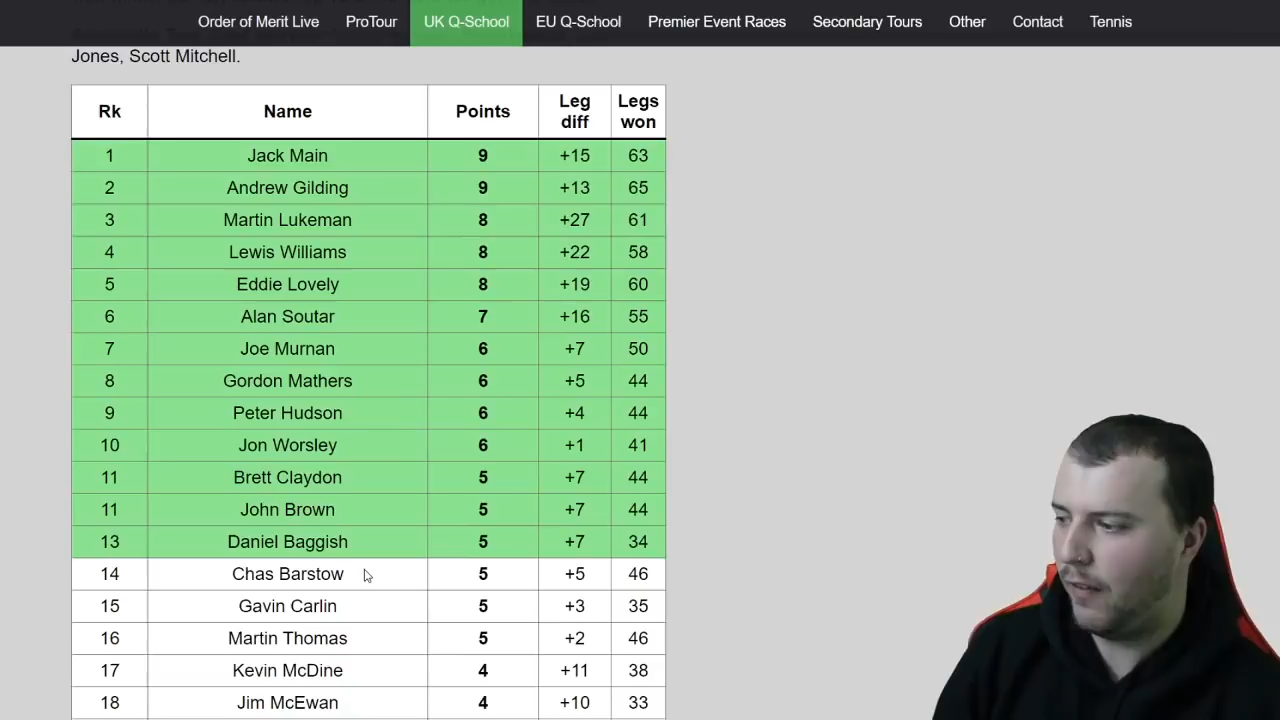 Order of Merit Live ProTour UK Q-School EU Q-School Premier Event Races Secondary Tours Other Contact Tennis
Jones, Scott Mitchell.
Rk Name Points Leg diff Legs won
1 Jack Main 9 +15 63
2 Andrew Gilding 9 +13 65
3 Martin Lukeman 8 +27 61
4 Lewis Williams 8 +22 58
5 Eddie Lovely 8 +19 60
6 Alan Soutar 7 +16 55
7 Joe Murnan 6 +7 50
8 Gordon Mathers 6 +5 44
9 Peter Hudson 6 +4 44
10 Jon Worsley 6 +1 41
11 Brett Claydon 5 +7 44
11 John Brown 5 +7 44
13 Daniel Baggish 5 +7 34
14 Chas Barstow 5 +5 46
15 Gavin Carlin 5 +3 35
16 Martin Thomas 5 +2 46
17 Kevin McDine 4 +11 38
18 Jim McEwan 4 +10 33